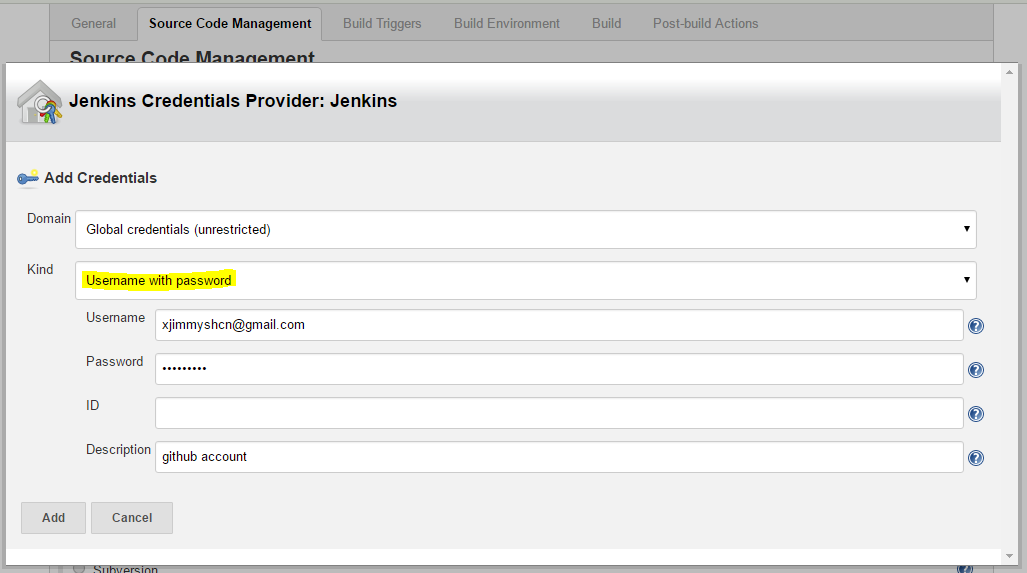 General Source Code Management Build Triggers Build Environment Build Post-build Actions
Source Code Management
Jenkins Credentials Provider: Jenkins
Add Credentials
Domain Global credentials (unrestricted)
Kind Username with password
Username xjimmyshcn@gmail.com
Password •••••••••
ID
Description github account
Add Cancel
Subversion